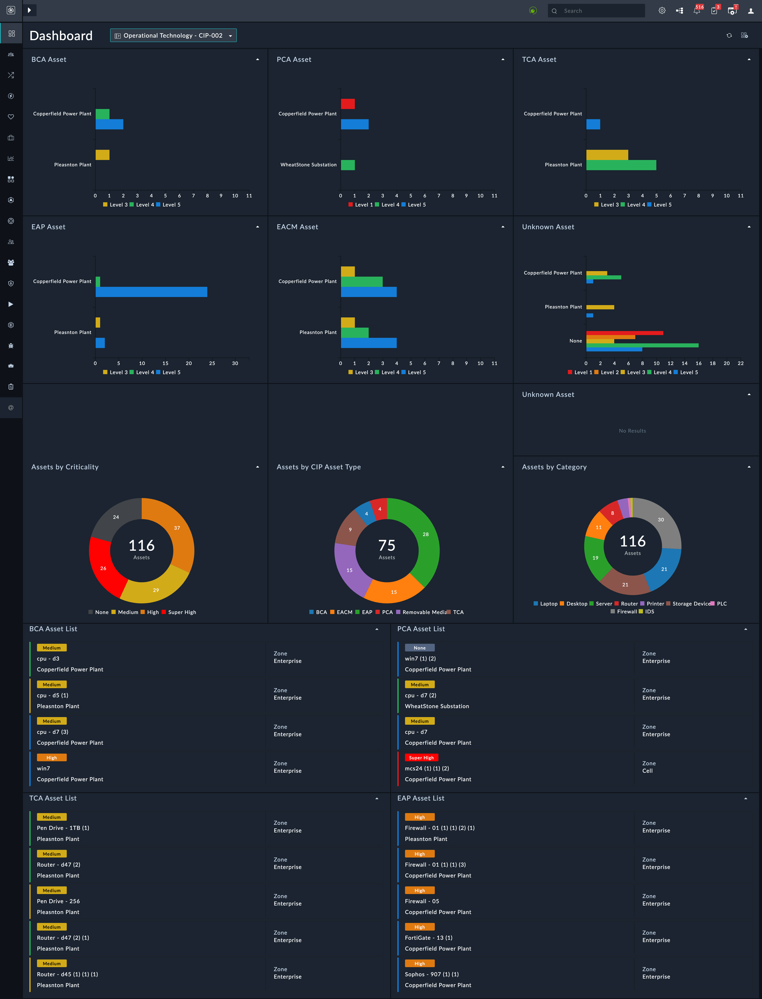 Search
516
3
!
Dashboard
Operational Technology - CIP-002
BCA Asset
Copperfield Power Plant
Pleasnton Plant
0 1 2 3 4 5 6 7 8 9 10 11
Level 3 Level 4 Level 5
PCA Asset
Copperfield Power Plant
WheatStone Substation
0 1 2 3 4 5 6 7 8 9 10 11
Level 1 Level 4 Level 5
TCA Asset
Copperfield Power Plant
Pleasnton Plant
0 1 2 3 4 5 6 7 8 9 10 11
Level 3 Level 4 Level 5
EAP Asset
Copperfield Power Plant
Pleasnton Plant
0 5 10 15 20 25 30
Level 3 Level 4 Level 5
EACM Asset
Copperfield Power Plant
Pleasnton Plant
0 1 2 3 4 5 6 7 8 9 10 11
Level 3 Level 4 Level 5
Unknown Asset
Copperfield Power Plant
Pleasnton Plant
None
0 2 4 6 8 10 12 14 16 18 20 22
Level 1 Level 2 Level 3 Level 4 Level 5
Unknown Asset
No Results
Assets by Criticality
24
37
116
Assets
26
29
None Medium High Super High
Assets by CIP Asset Type
4
4
9
28
75
Assets
15
15
BCA EACM EAP PCA Removable Media TCA
Assets by Category
8
30
11
116
Assets
19
21
21
Laptop Desktop Server Router Printer Storage Device PLC
Firewall IDS
BCA Asset List
Medium
cpu - d3
Copperfield Power Plant
Zone
Enterprise
Medium
cpu - d5 (1)
Pleasnton Plant
Zone
Enterprise
Medium
cpu - d7 (3)
Copperfield Power Plant
Zone
Enterprise
High
win7
Copperfield Power Plant
Zone
Enterprise
PCA Asset List
None
win7 (1) (2)
Copperfield Power Plant
Zone
Enterprise
Medium
cpu - d7 (2)
WheatStone Substation
Zone
Enterprise
Medium
cpu - d7
Copperfield Power Plant
Zone
Enterprise
Super High
mcs24 (1) (1) (2)
Copperfield Power Plant
Zone
Cell
TCA Asset List
Medium
Pen Drive - 1TB (1)
Pleasnton Plant
Zone
Enterprise
Medium
Router - d47 (2)
Pleasnton Plant
Zone
Enterprise
Medium
Pen Drive - 256
Pleasnton Plant
Zone
Enterprise
Medium
Router - d47 (2) (1)
Pleasnton Plant
Zone
Enterprise
Medium
Router - d45 (1) (1) (1)
Pleasnton Plant
Zone
Enterprise
EAP Asset List
High
Firewall - 01 (1) (1) (2) (1)
Pleasnton Plant
Zone
Enterprise
High
Firewall - 01 (1) (1) (3)
Copperfield Power Plant
Zone
Enterprise
High
Firewall - 05
Copperfield Power Plant
Zone
Enterprise
High
FortiGate - 13 (1)
Copperfield Power Plant
Zone
Enterprise
High
Sophos - 907 (1) (1)
Copperfield Power Plant
Zone
Enterprise